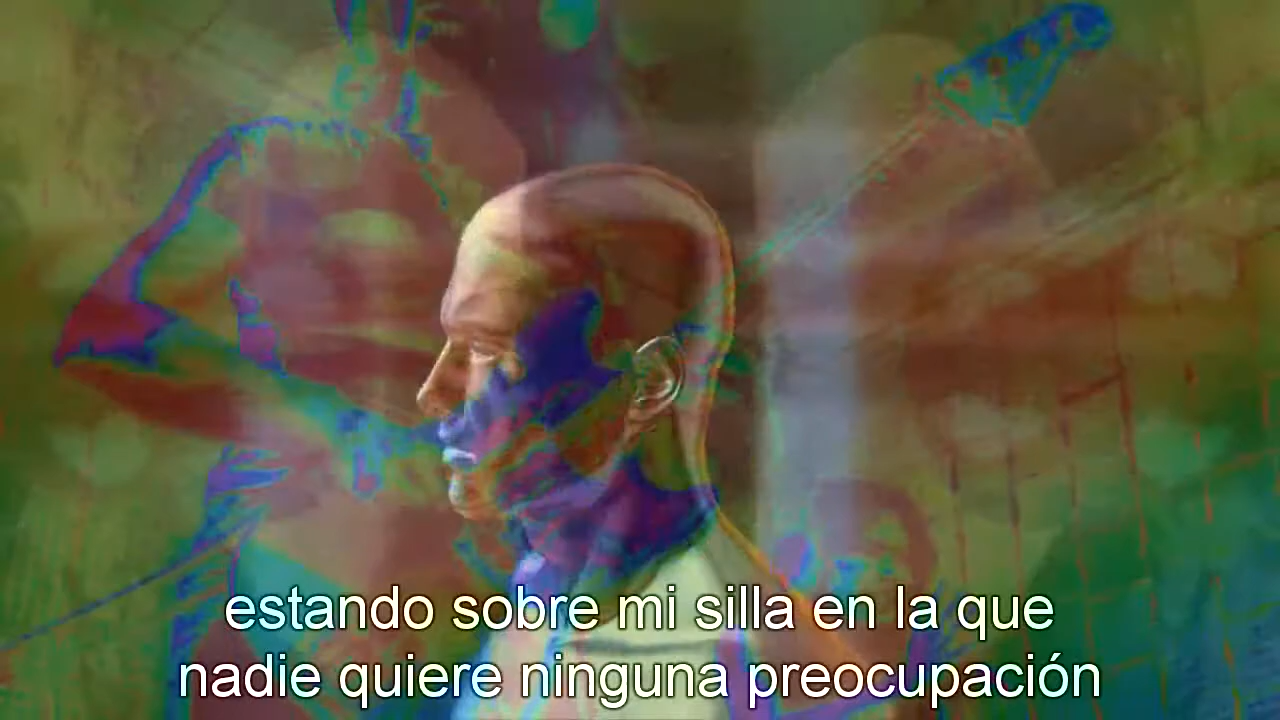 estando sobre mi silla en la que
nadie quiere ninguna preocupación